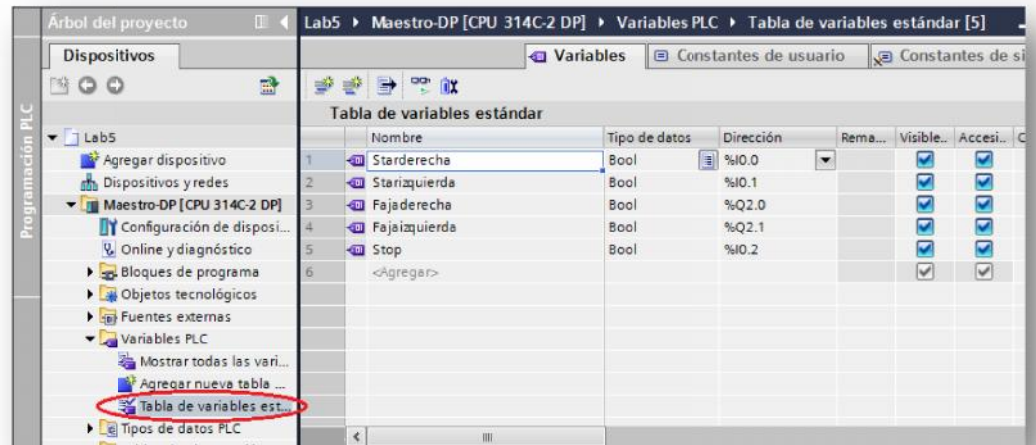 Árbol del proyecto
Lab5 ▸ Maestro-DP [CPU 314C-2 DP] ▸ Variables PLC ▸ Tabla de variables estándar [5]
Dispositivos
Variables
Constantes de usuario
Constantes de si
Programación PLC
Tabla de variables estándar
Lab5
Agregar dispositivo
Dispositivos y redes
Maestro-DP [CPU 314C-2 DP]
Configuración de disposi...
Online y diagnóstico
Bloques de programa
Objetos tecnológicos
Fuentes externas
Variables PLC
Mostrar todas las vari...
Agregar nueva tabla ...
Tabla de variables est...
Tipos de datos PLC
Nombre Tipo de datos Dirección Rema... Visible.. Accesi.. C
1 Starderecha Bool %I0.0
2 Starizquierda Bool %I0.1
3 Fajaderecha Bool %Q2.0
4 Fajaizquierda Bool %Q2.1
5 Stop Bool %I0.2
6 <Agregar>